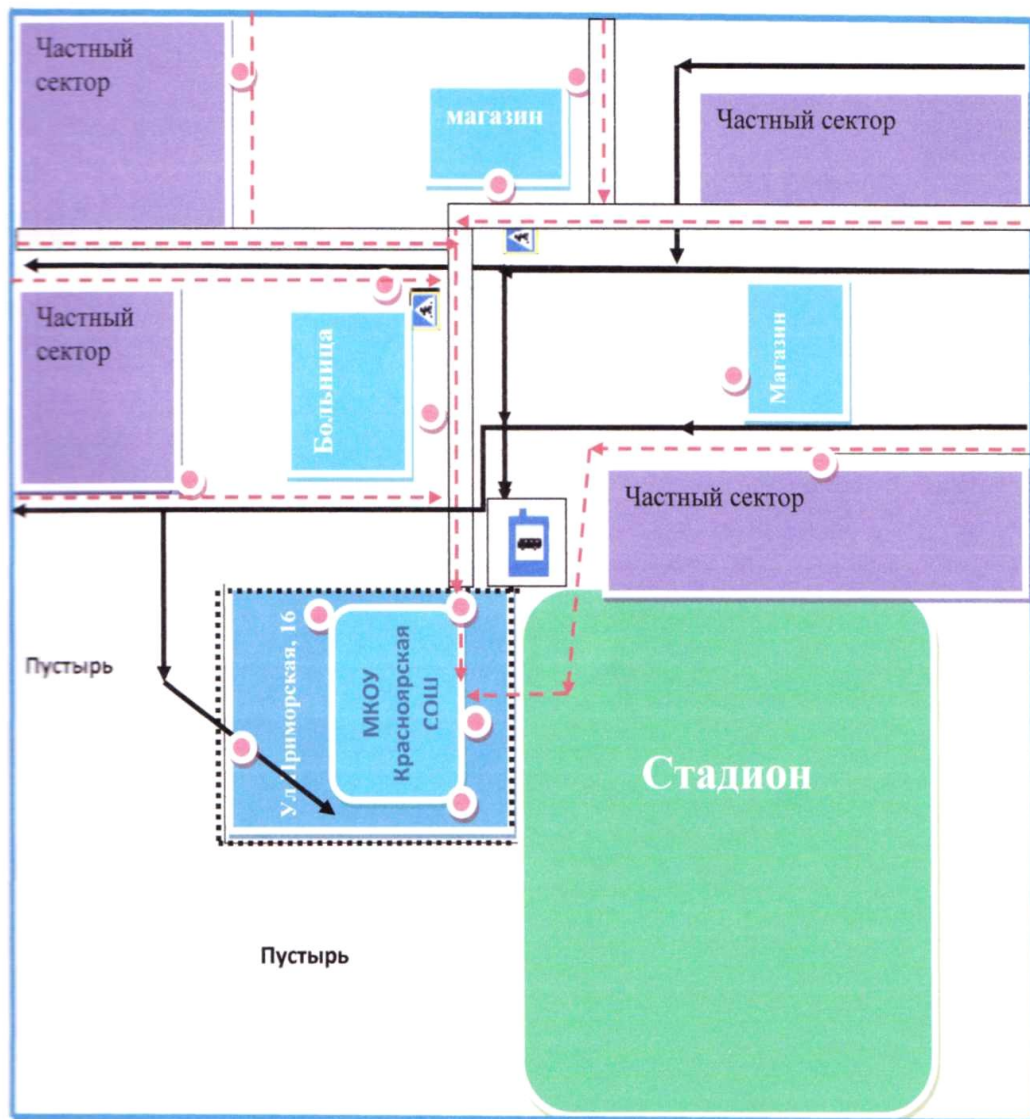 Частный
сектор
магазин
Частный сектор
Частный
сектор
Больница
Магазин
Частный сектор
Ул. Приморская, 16
МКОУ
Красноярская
СОШ
Пустырь
Стадион
Пустырь